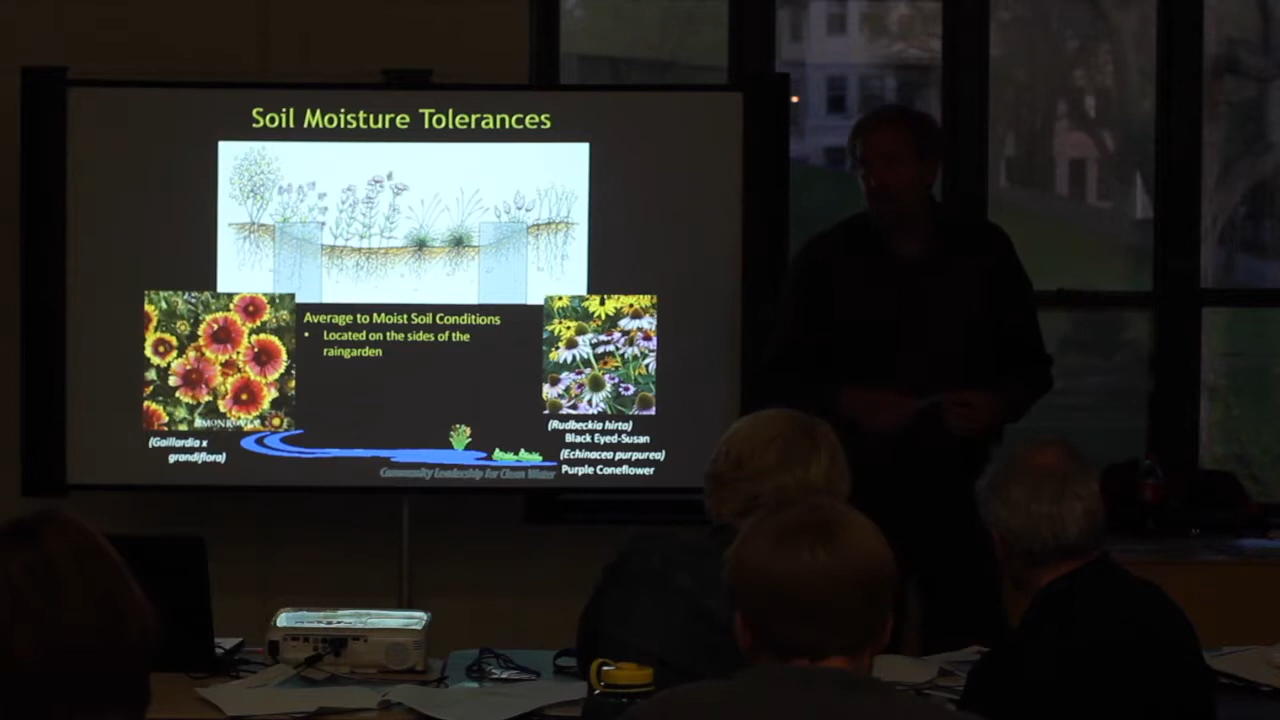 Soil Moisture Tolerances
Average to Moist Soil Conditions
• Located on the sides of the
raingarden
MONROVIA
(Gaillardia x
grandiflora)
(Rudbeckia hirta)
Black Eyed-Susan
(Echinacea purpurea)
Purple Coneflower
Community Leadership for Clean Water